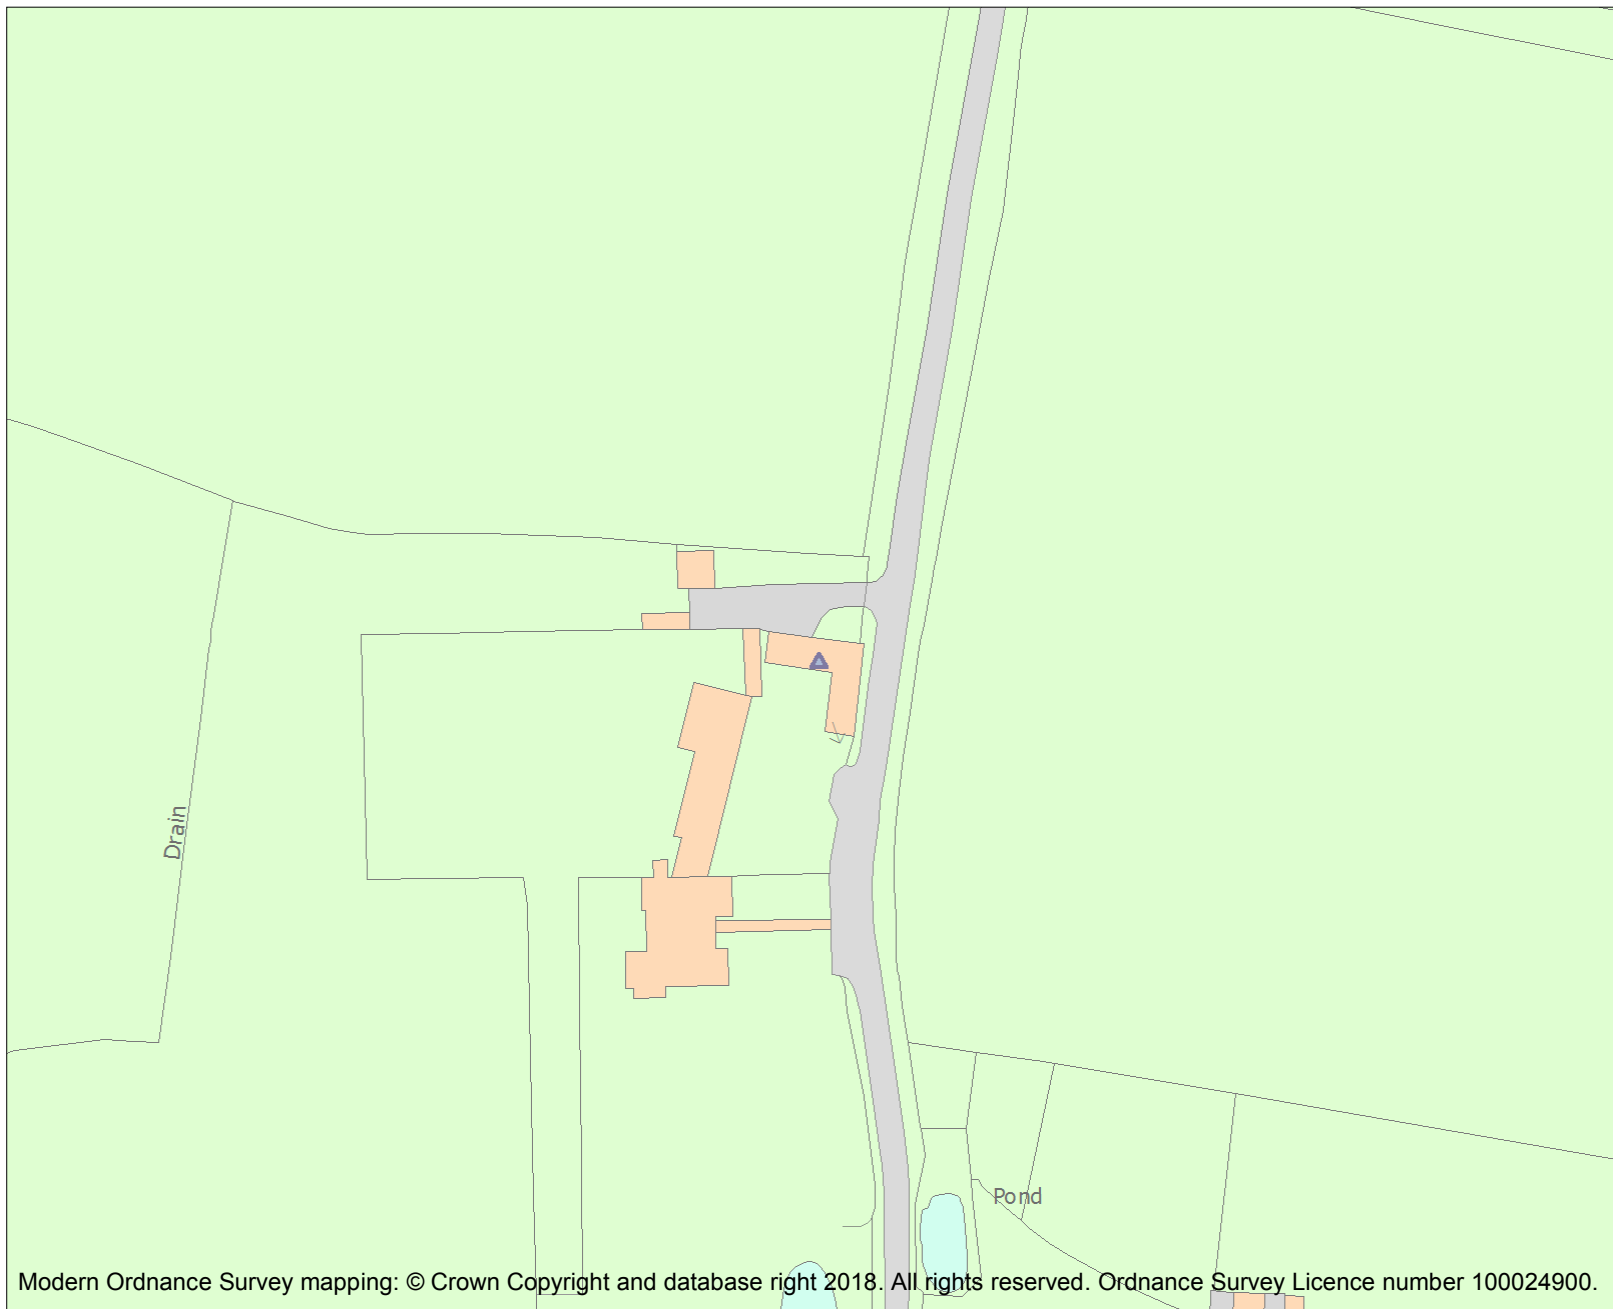 Drain
Pond
Modern Ordnance Survey mapping: © Crown Copyright and database right 2018. All rights reserved. Ordnance Survey Licence number 100024900.